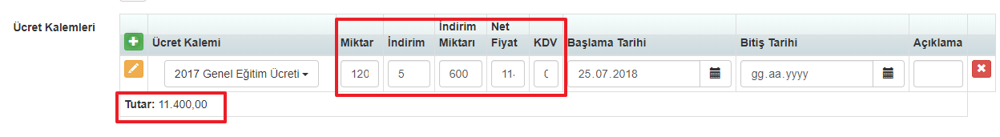 Ücret Kalemleri
Ücret Kalemi Miktar İndirim İndirim Miktarı Net Fiyat KDV Başlama Tarihi Bitiş Tarihi Açıklama
2017 Genel Eğitim Ücreti 120 5 600 114 0 25.07.2018 gg.aa.yyyy
Tutar: 11.400,00